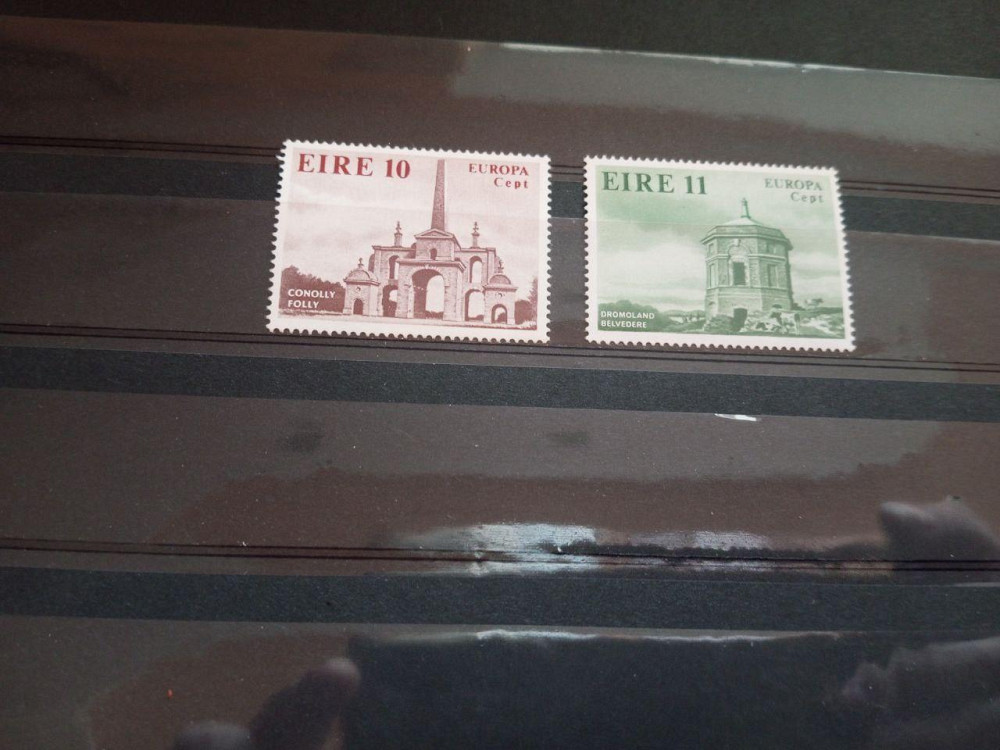 EIRE 10
EUROPA
Cept
CONOLLY
FOLLY
EIRE 11
EUROPA
Cept
DROMOLAND
BELVEDERE